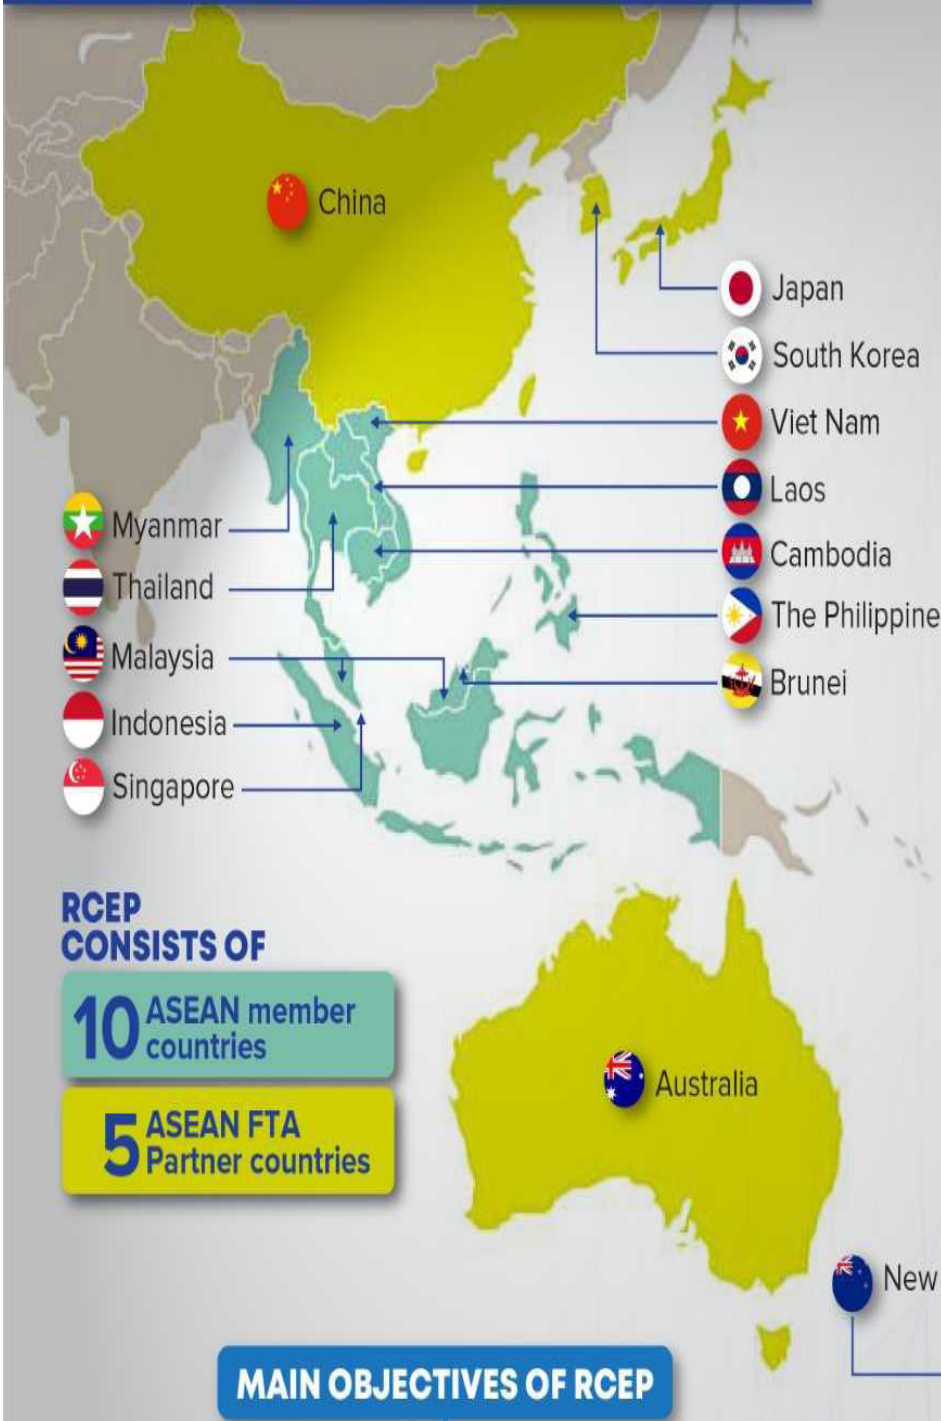 China
Japan
South Korea
Viet Nam
Laos
Cambodia
The Philippine
Brunei
Myanmar
Thailand
Malaysia
Indonesia
Singapore
RCEP
CONSISTS OF
10 ASEAN member
countries
5 ASEAN FTA
Partner countries
Australia
New
MAIN OBJECTIVES OF RCEP